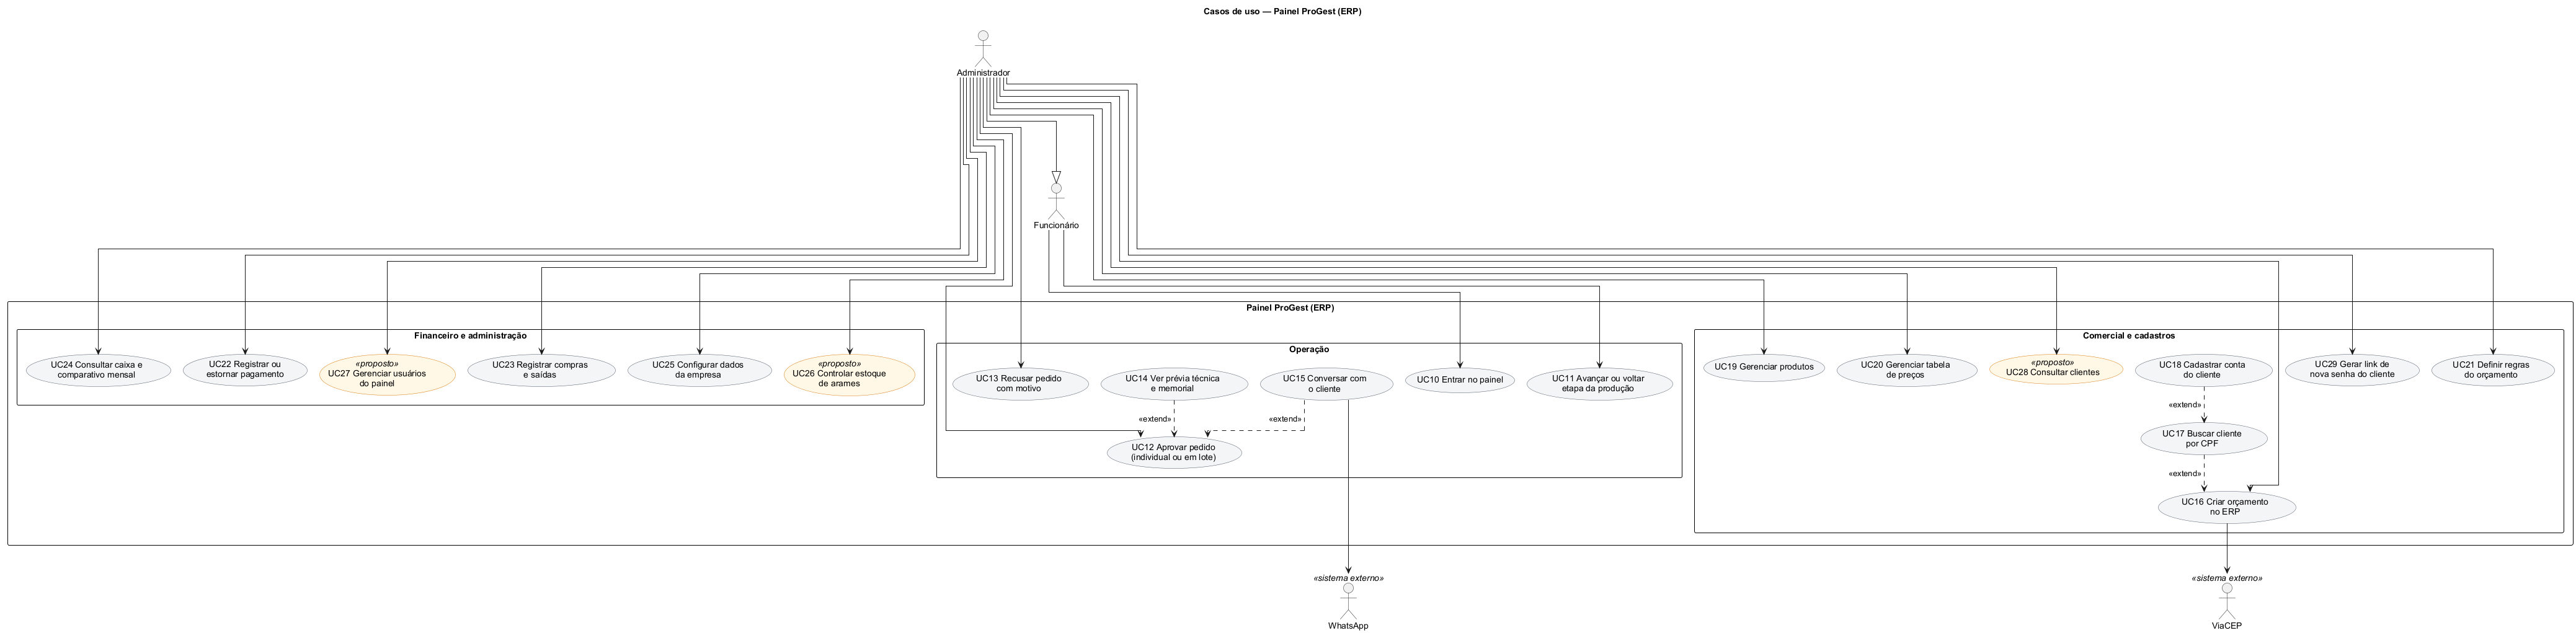 Casos de uso — Painel ProGest (ERP)
Administrador
Funcionário
Painel ProGest (ERP)
Financeiro e administração
UC24 Consultar caixa e
comparativo mensal
UC22 Registrar ou
estornar pagamento
«proposto»
UC27 Gerenciar usuários
do painel
UC23 Registrar compras
e saídas
UC25 Configurar dados
da empresa
«proposto»
UC26 Controlar estoque
de arames
Operação
UC13 Recusar pedido
com motivo
UC14 Ver prévia técnica
e memorial
UC15 Conversar com
o cliente
UC10 Entrar no painel
UC11 Avançar ou voltar
etapa da produção
«extend»
«extend»
UC12 Aprovar pedido
(individual ou em lote)
Comercial e cadastros
UC19 Gerenciar produtos
UC20 Gerenciar tabela
de preços
«proposto»
UC28 Consultar clientes
UC18 Cadastrar conta
do cliente
UC29 Gerar link de
nova senha do cliente
UC21 Definir regras
do orçamento
«extend»
UC17 Buscar cliente
por CPF
«extend»
UC16 Criar orçamento
no ERP
«sistema externo»
WhatsApp
«sistema externo»
ViaCEP